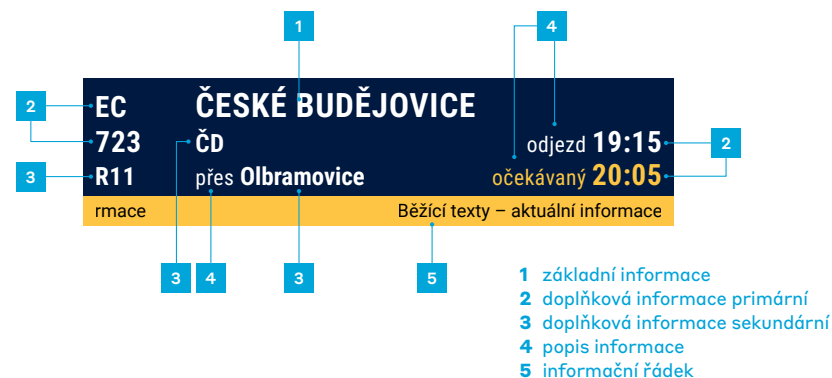 1
4
EC ČESKÉ BUDĚJOVICE
2
723 ČD odjezd 19:15
2
3
R11 přes Olbramovice očekávaný 20:05
rmace Běžící texty – aktuální informace
3 4 3 5
1 základní informace
2 doplňková informace primární
3 doplňková informace sekundární
4 popis informace
5 informační řádek